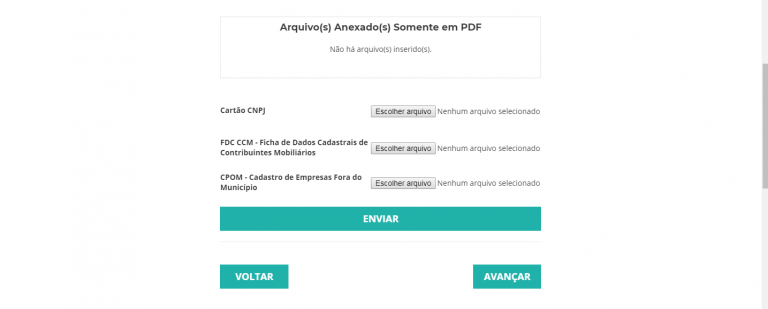 Arquivo(s) Anexado(s) Somente em PDF
Não há arquivo(s) inserido(s).
Cartão CNPJ
Escolher arquivo Nenhum arquivo selecionado
FDC CCM - Ficha de Dados Cadastrais de
Contribuintes Mobiliários
Escolher arquivo Nenhum arquivo selecionado
CPOM - Cadastro de Empresas Fora do
Município
Escolher arquivo Nenhum arquivo selecionado
ENVIAR
VOLTAR
AVANÇAR